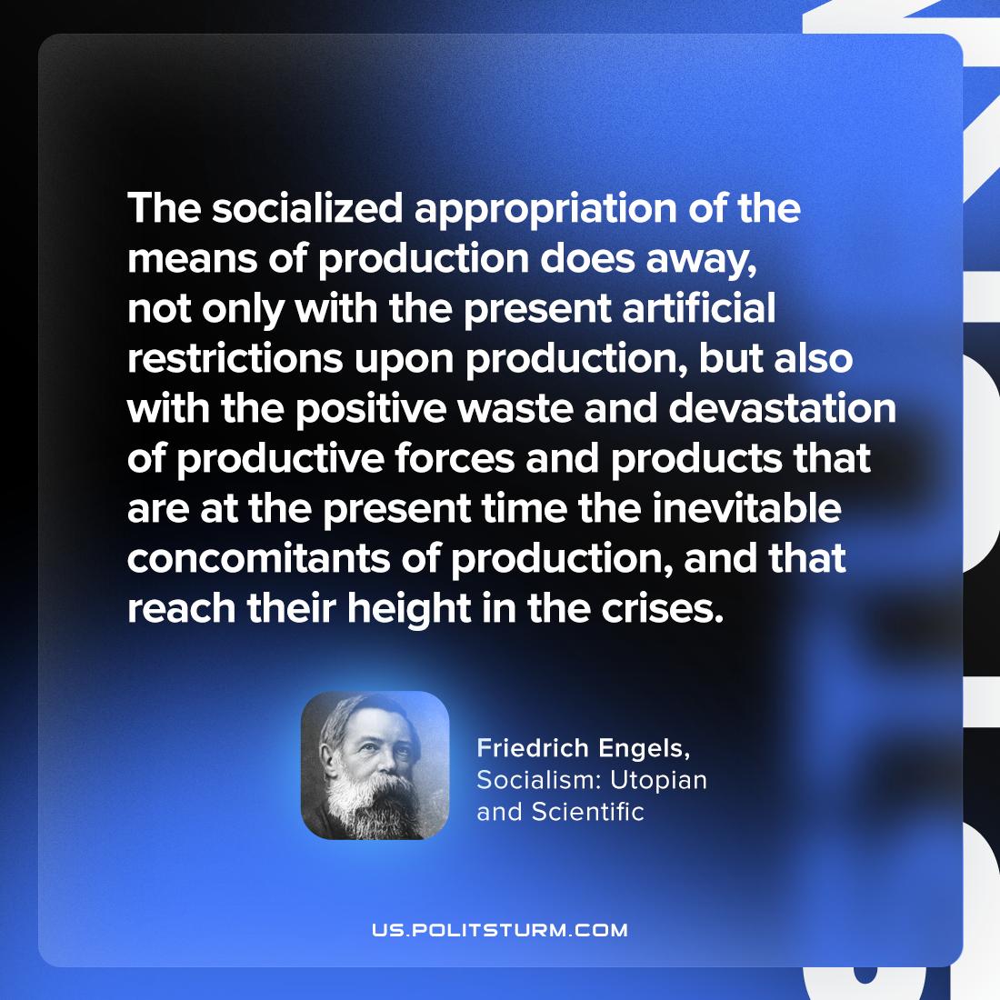 The socialized appropriation of the
means of production does away,
not only with the present artificial
restrictions upon production, but also
with the positive waste and devastation
of productive forces and products that
are at the present time the inevitable
concomitants of production, and that
reach their height in the crises.
Friedrich Engels,
Socialism: Utopian
and Scientific
US.POLITSTURM.COM